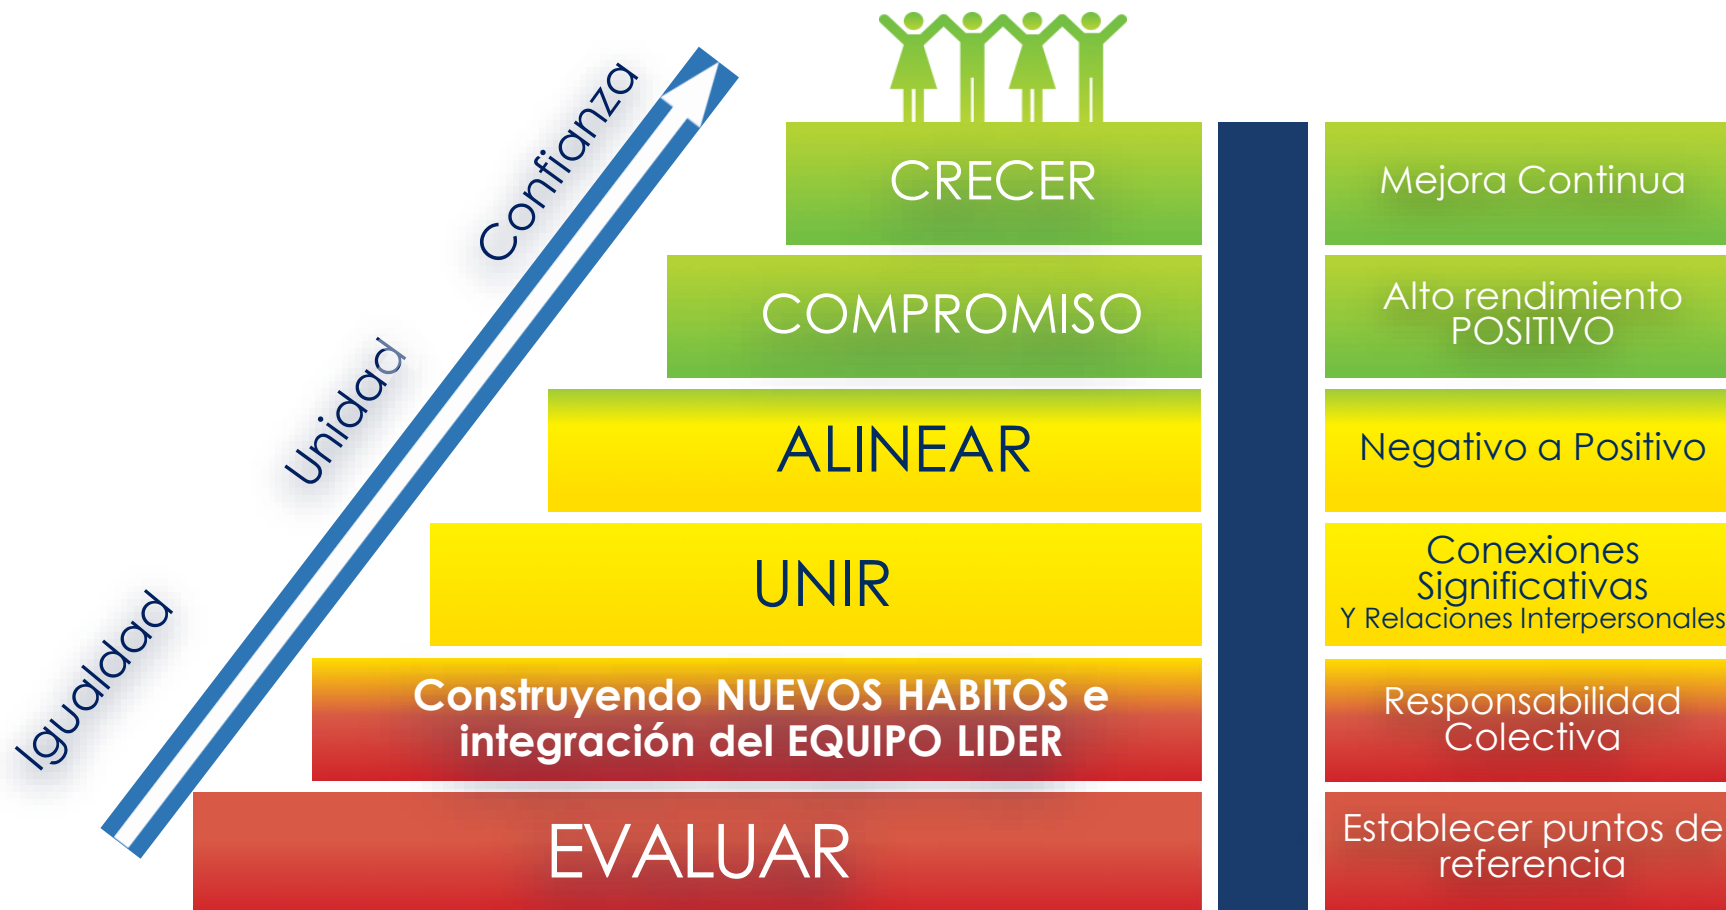 Confianza
Unidad
Igualdad
CRECER
Mejora Continua
COMPROMISO
Alto rendimiento
POSITIVO
ALINEAR
Negativo a Positivo
UNIR
Conexiones
Significativas
Y Relaciones Interpersonales
Construyendo NUEVOS HABITOS e
integración del EQUIPO LIDER
Responsabilidad
Colectiva
EVALUAR
Establecer puntos de
referencia